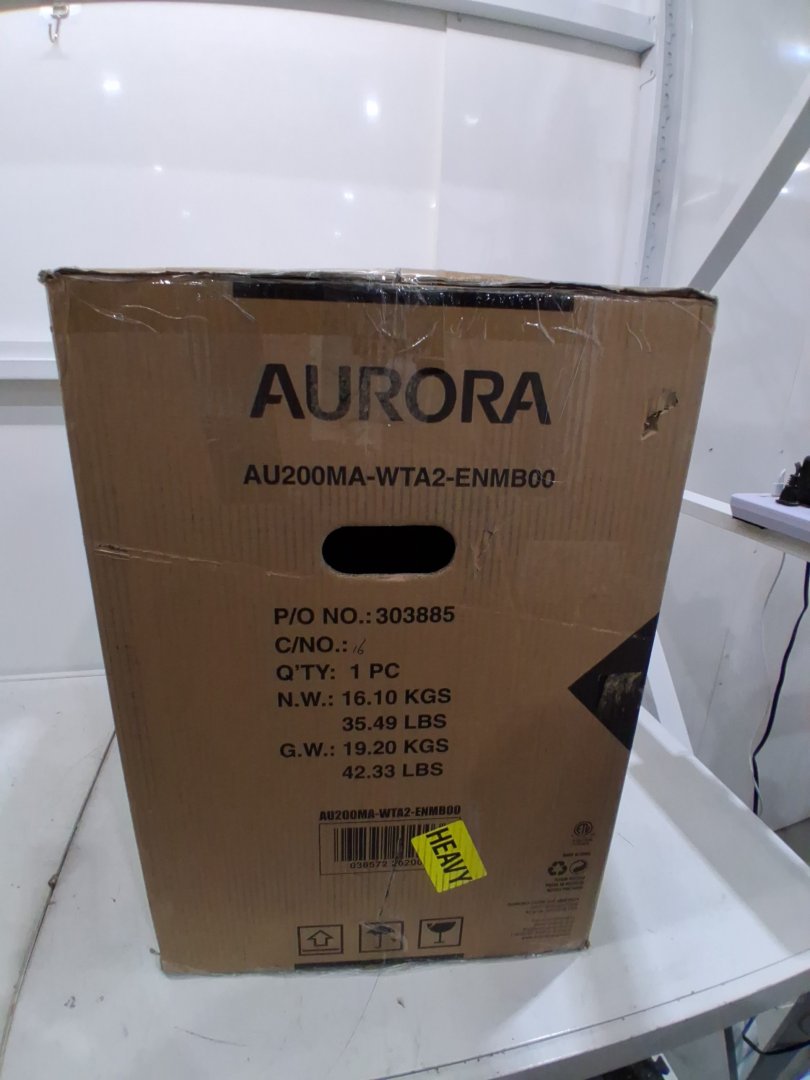 AURORA
AU200MA-WTA2-ENMB00
P/O NO.: 303885
C/NO.: 16
Q'TY: 1 PC
N.W.: 16.10 KGS
35.49 LBS
G.W.: 19.20 KGS
42.33 LBS
AU200MA-WTA2-ENMB00
HEAVY